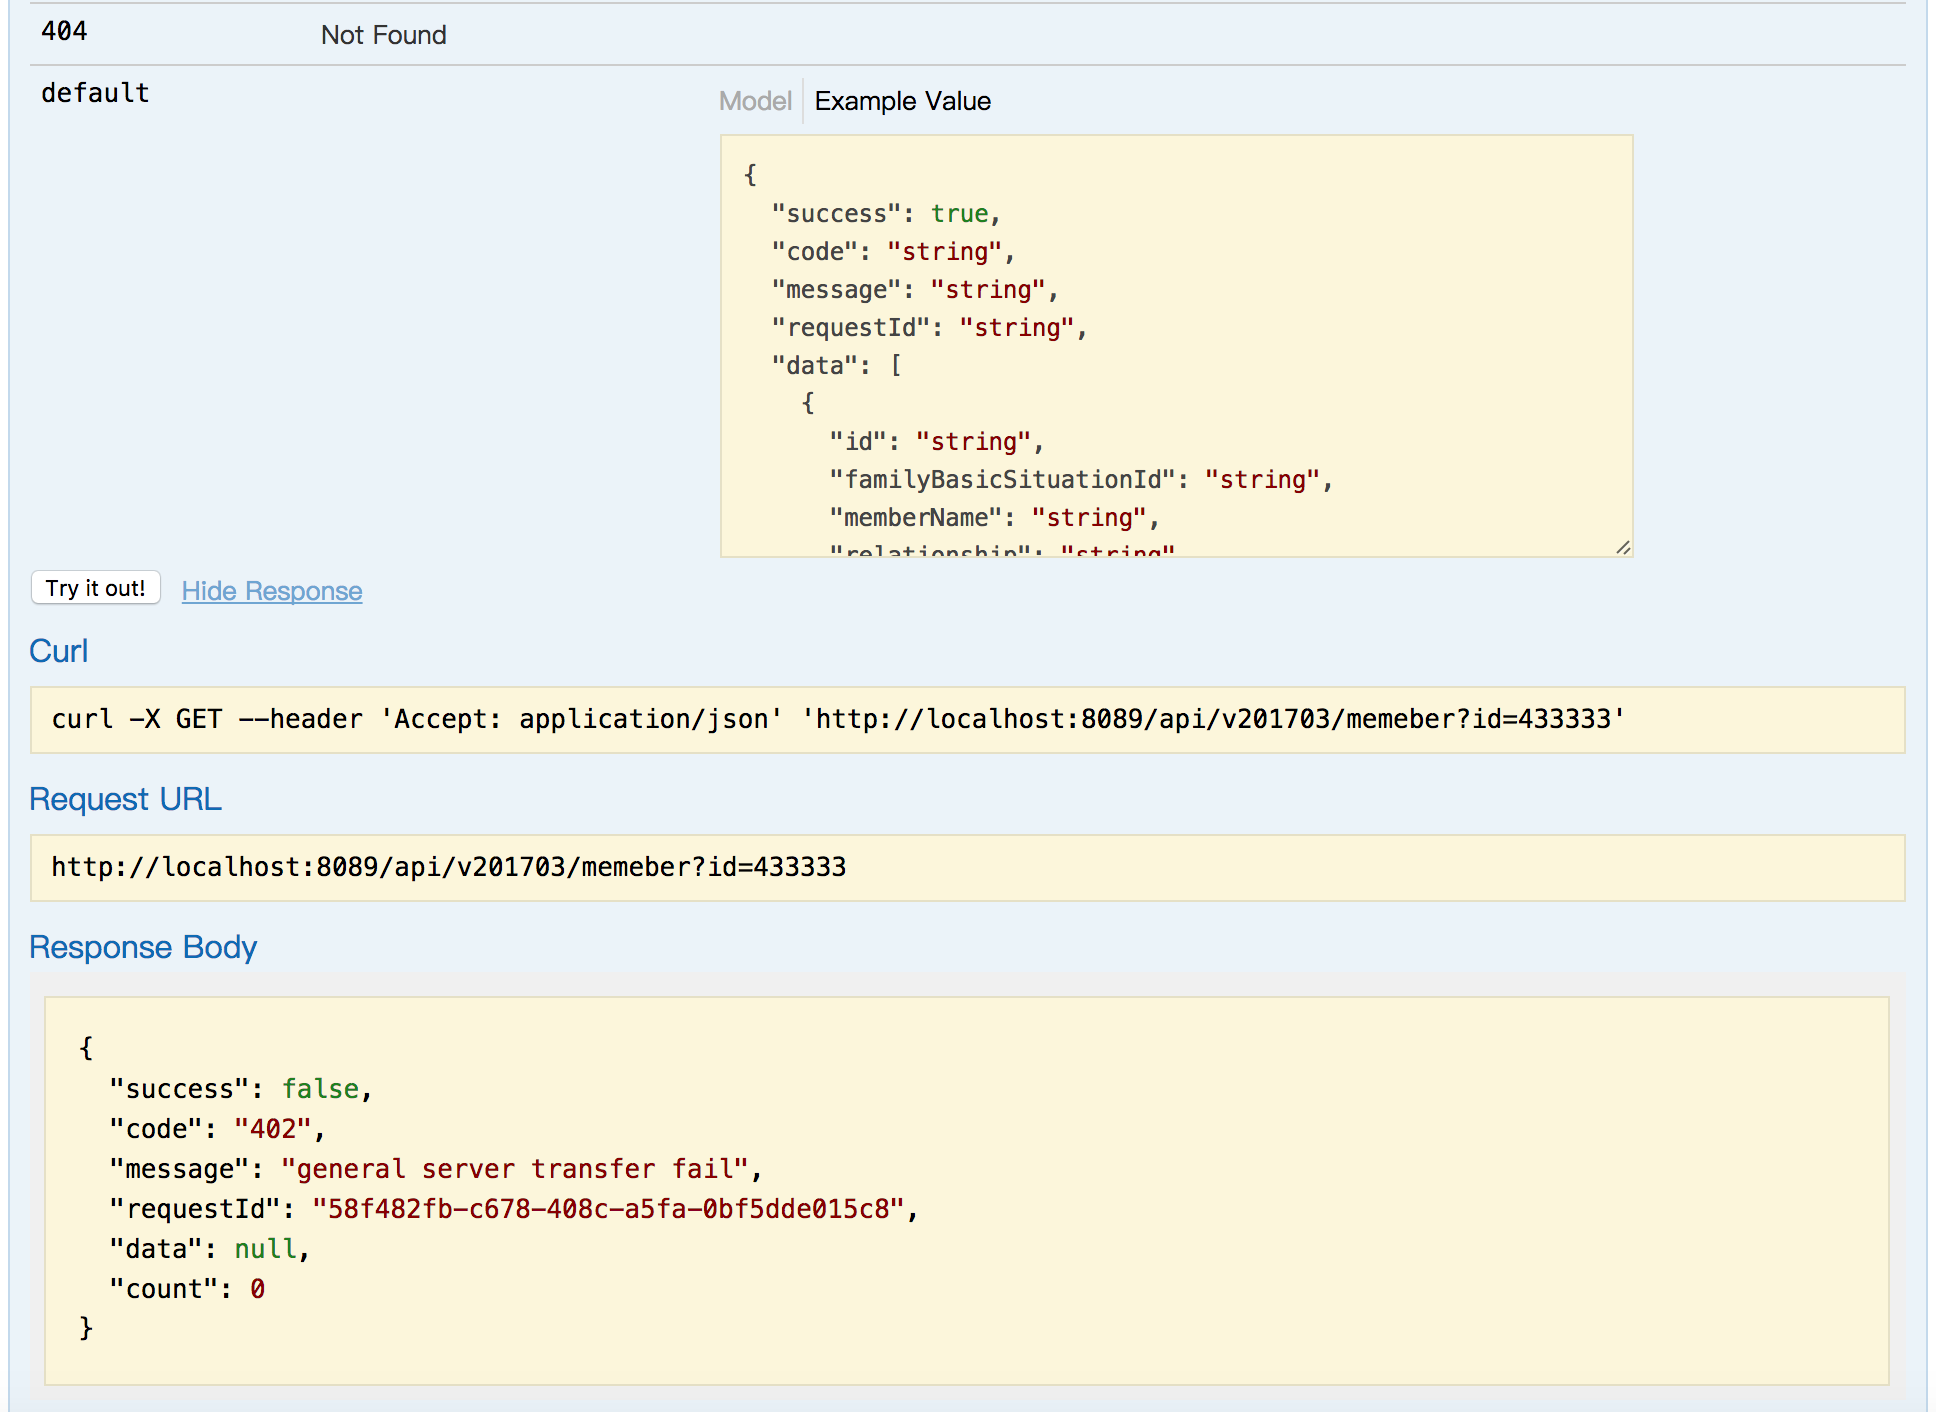 404 Not Found
default
Model Example Value
{
"success": true,
"code": "string",
"message": "string",
"requestId": "string",
"data": [
{
"id": "string",
"familyBasicSituationId": "string",
"memberName": "string",
"relationship": "string"
Try it out! Hide Response
Curl
curl -X GET --header 'Accept: application/json' 'http://localhost:8089/api/v201703/memeber?id=433333'
Request URL
http://localhost:8089/api/v201703/memeber?id=433333
Response Body
{
"success": false,
"code": "402",
"message": "general server transfer fail",
"requestId": "58f482fb-c678-408c-a5fa-0bf5dde015c8",
"data": null,
"count": 0
}